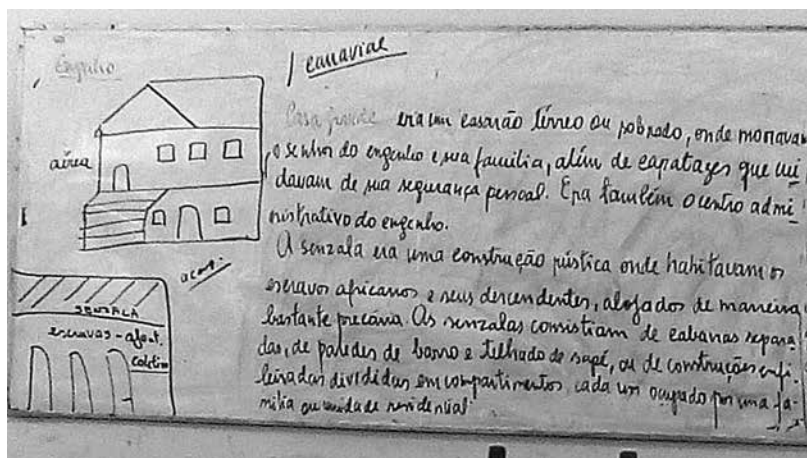 Engenho
canavial
aérea
Casa grande era um casarão térreo ou sobrado, onde moravam
o senhor do engenho e sua família, além de capatazes que cui
davam de sua segurança pessoal. Era também o centro admi
nistrativo do engenho.
A senzala era uma construção rústica onde habitavam os
escravos africanos e seus descendentes, alojados de maneira
bastante precária. As senzalas consistiam de cabanas separa
das, de paredes de barro e telhado de sapé, ou de construções enfi-
leiradas divididas em compartimentos, cada um ocupado por uma fa-
mília ou unidade residencial
SENZALA
escravos -